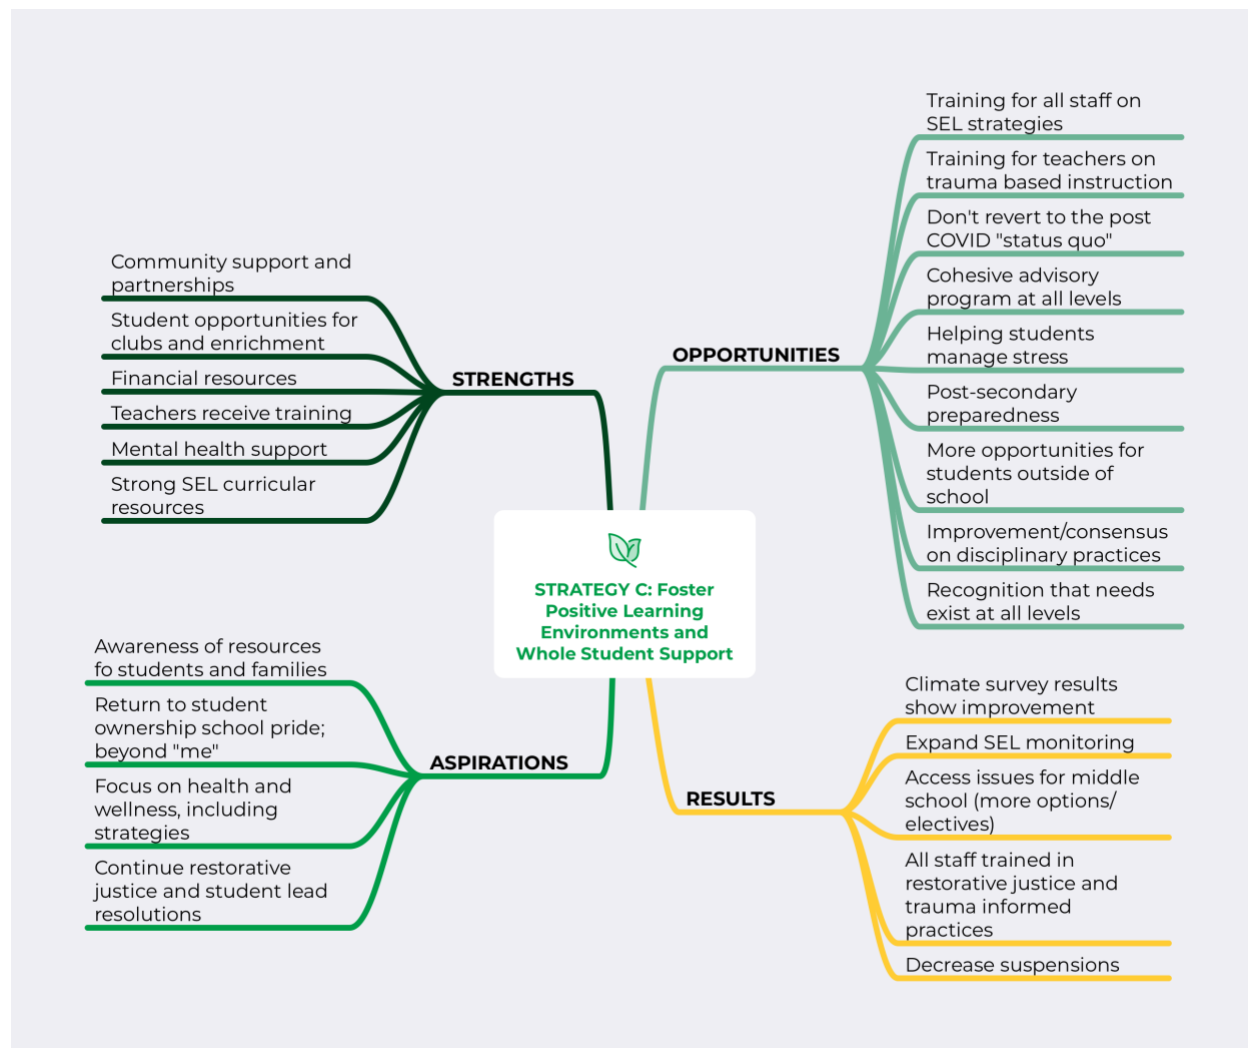 STRATEGY C: Foster
Positive Learning
Environments and
Whole Student Support
STRENGTHS
Community support and
partnerships
Student opportunities for
clubs and enrichment
Financial resources
Teachers receive training
Mental health support
Strong SEL curricular
resources
OPPORTUNITIES
Training for all staff on
SEL strategies
Training for teachers on
trauma based instruction
Don't revert to the post
COVID "status quo"
Cohesive advisory
program at all levels
Helping students
manage stress
Post-secondary
preparedness
More opportunities for
students outside of
school
Improvement/consensus
on disciplinary practices
Recognition that needs
exist at all levels
ASPIRATIONS
Awareness of resources
fo students and families
Return to student
ownership school pride;
beyond "me"
Focus on health and
wellness, including
strategies
Continue restorative
justice and student lead
resolutions
RESULTS
Climate survey results
show improvement
Expand SEL monitoring
Access issues for middle
school (more options/
electives)
All staff trained in
restorative justice and
trauma informed
practices
Decrease suspensions